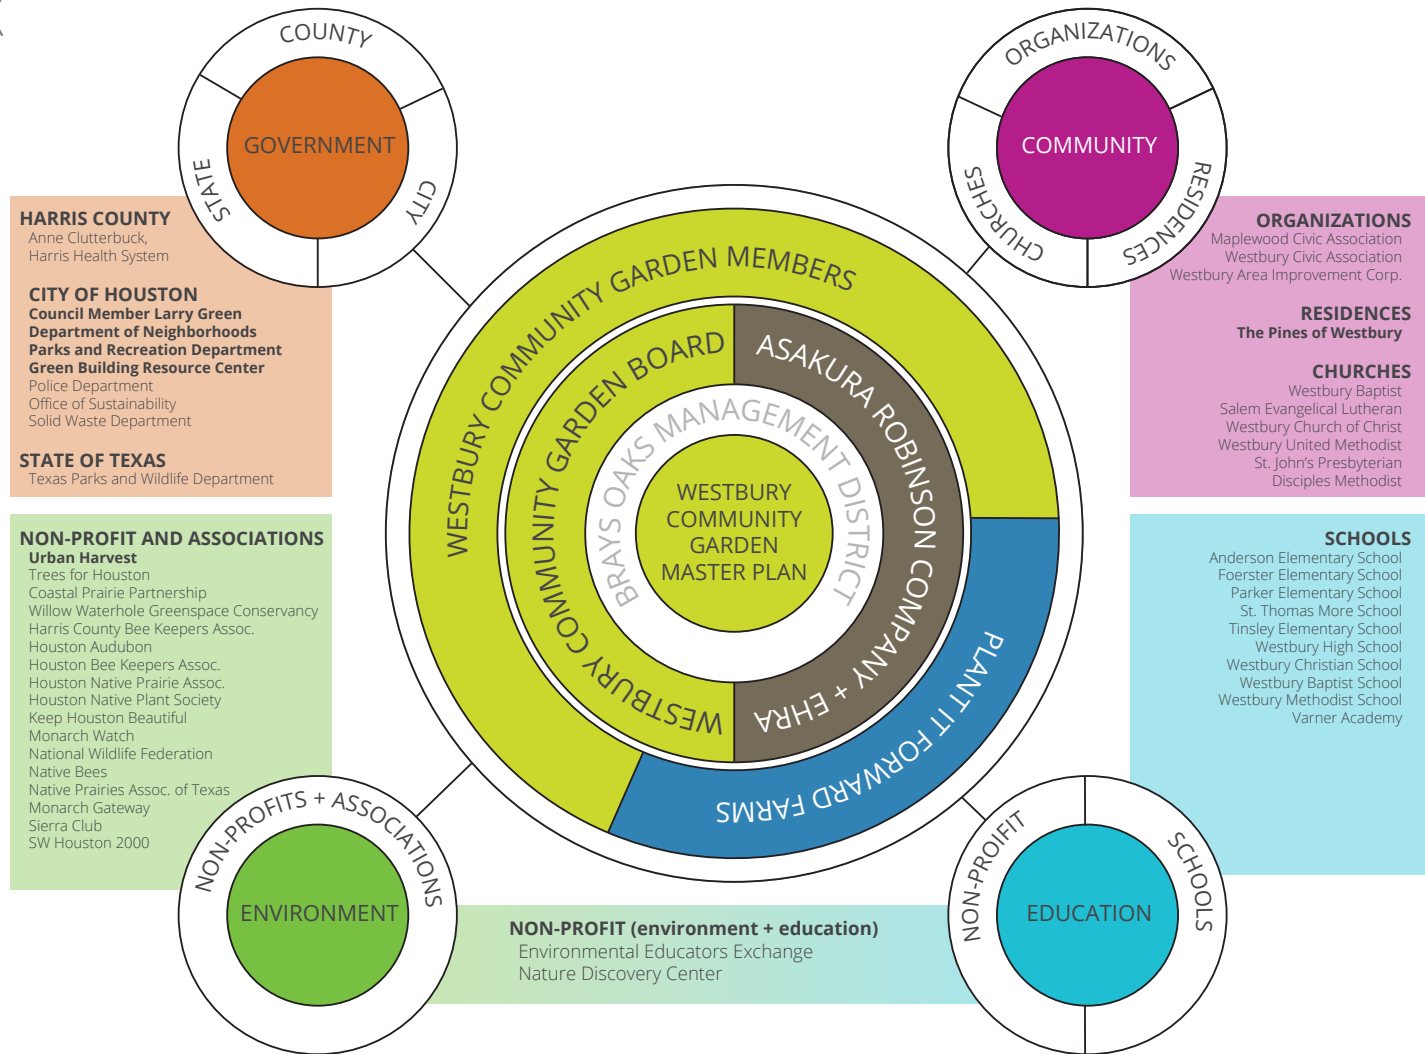 COUNTY
STATE
CITY
GOVERNMENT
ORGANIZATIONS
CHURCHES
RESIDENCES
COMMUNITY
HARRIS COUNTY
Anne Clutterbuck,
Harris Health System
CITY OF HOUSTON
Council Member Larry Green
Department of Neighborhoods
Parks and Recreation Department
Green Building Resource Center
Police Department
Office of Sustainability
Solid Waste Department
STATE OF TEXAS
Texas Parks and Wildlife Department
ORGANIZATIONS
Maplewood Civic Association
Westbury Civic Association
Westbury Area Improvement Corp.
RESIDENCES
The Pines of Westbury
CHURCHES
Westbury Baptist
Salem Evangelical Lutheran
Westbury Church of Christ
Westbury United Methodist
St. John's Presbyterian
Disciples Methodist
WESTBURY COMMUNITY GARDEN MEMBERS
PLANT IT FORWARD FARMS
WESTBURY COMMUNITY GARDEN BOARD
ASAKURA ROBINSON COMPANY + EHRA
BRAYS OAKS MANAGEMENT DISTRICT
WESTBURY
COMMUNITY
GARDEN
MASTER PLAN
NON-PROFIT AND ASSOCIATIONS
Urban Harvest
Trees for Houston
Coastal Prairie Partnership
Willow Waterhole Greenspace Conservancy
Harris County Bee Keepers Assoc.
Houston Audubon
Houston Bee Keepers Assoc.
Houston Native Prairie Assoc.
Houston Native Plant Society
Keep Houston Beautiful
Monarch Watch
National Wildlife Federation
Native Bees
Native Prairies Assoc. of Texas
Monarch Gateway
Sierra Club
SW Houston 2000
SCHOOLS
Anderson Elementary School
Foerster Elementary School
Parker Elementary School
St. Thomas More School
Tinsley Elementary School
Westbury High School
Westbury Christian School
Westbury Baptist School
Westbury Methodist School
Varner Academy
NON-PROFITS + ASSOCIATIONS
ENVIRONMENT
NON-PROFIT (environment + education)
Environmental Educators Exchange
Nature Discovery Center
NON-PROIFIT
SCHOOLS
EDUCATION